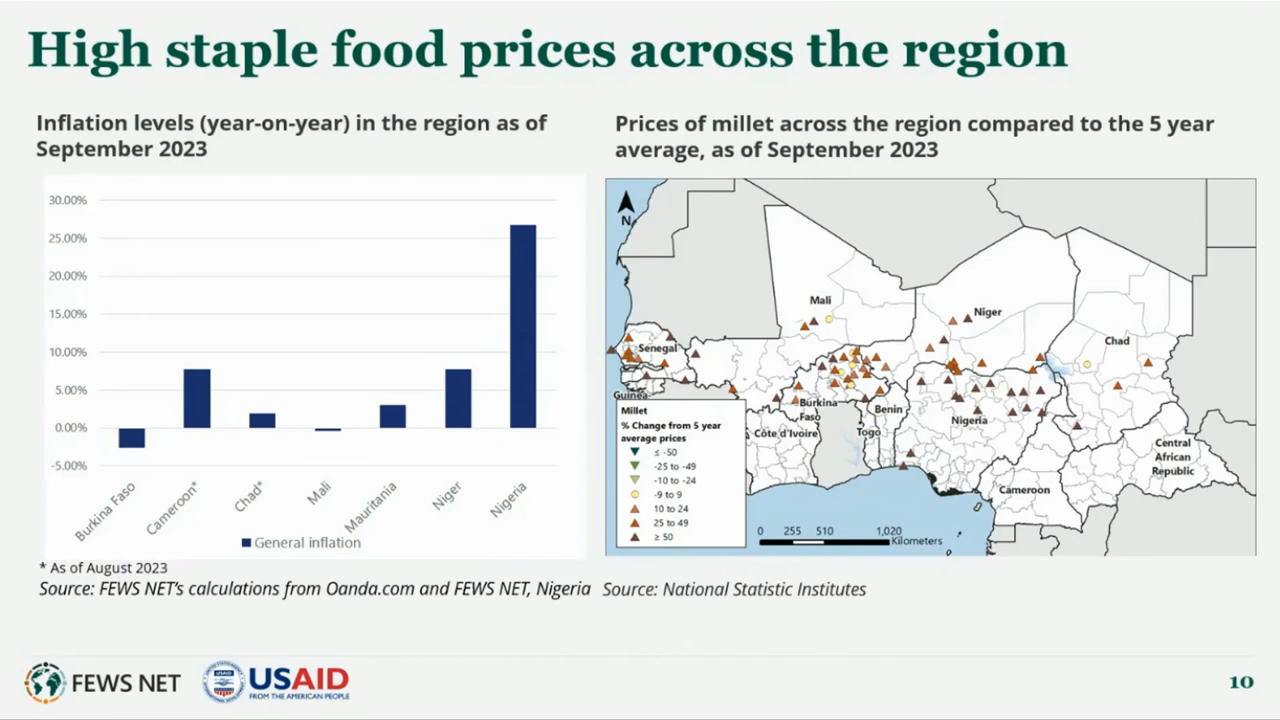 High staple food prices across the region
Inflation levels (year-on-year) in the region as of
September 2023
30.00%
25.00%
20.00%
15.00%
10.00%
5.00%
0.00%
-5.00%
Burkina Faso
Cameroon*
Chad*
Mali
Mauritania
Niger
Nigeria
General inflation
* As of August 2023
Source: FEWS NET's calculations from Oanda.com and FEWS NET, Nigeria
Prices of millet across the region compared to the 5 year
average, as of September 2023
N
Mali
Niger
Senegal
Chad
Guinea
Burkina
Faso
Benin
Nigeria
Côte d'Ivoire
Togo
Central
African
Republic
Cameroon
Millet
% Change from 5 year
average prices
≤ -50
-25 to -49
-10 to -24
-9 to 9
10 to 24
25 to 49
≥ 50
0 255 510 1,020
Kilometers
Source: National Statistic Institutes
FEWS NET
USAID
FROM THE AMERICAN PEOPLE
10